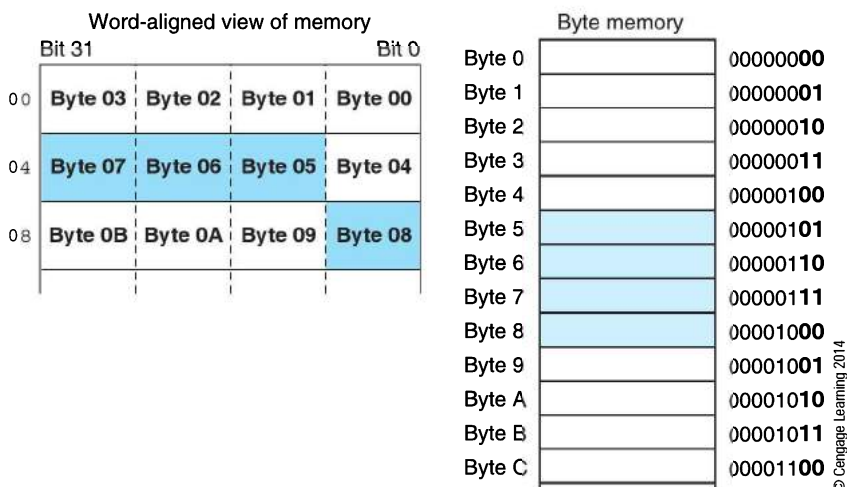 Word-aligned view of memory
Bit 31 Bit 0
00 Byte 03 Byte 02 Byte 01 Byte 00
04 Byte 07 Byte 06 Byte 05 Byte 04
08 Byte 0B Byte 0A Byte 09 Byte 08
Byte memory
Byte 0 00000000
Byte 1 00000001
Byte 2 00000010
Byte 3 00000011
Byte 4 00000100
Byte 5 00000101
Byte 6 00000110
Byte 7 00000111
Byte 8 00001000
Byte 9 00001001
Byte A 00001010
Byte B 00001011
Byte C 00001100
© Cengage Learning 2014